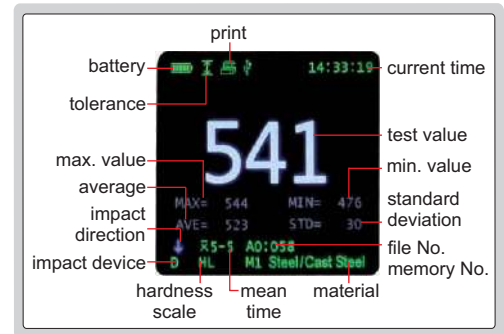 print
battery
14:33:19
current time
tolerance
541
test value
max. value
min. value
MAX= 544
MIN= 476
average
standard
deviation
AVE= 523
STD= 30
impact
direction
x̄5-5 A0:058
file No.
memory No.
impact device
D HL M1 Steel/Cast Steel
hardness
scale
mean
time
material